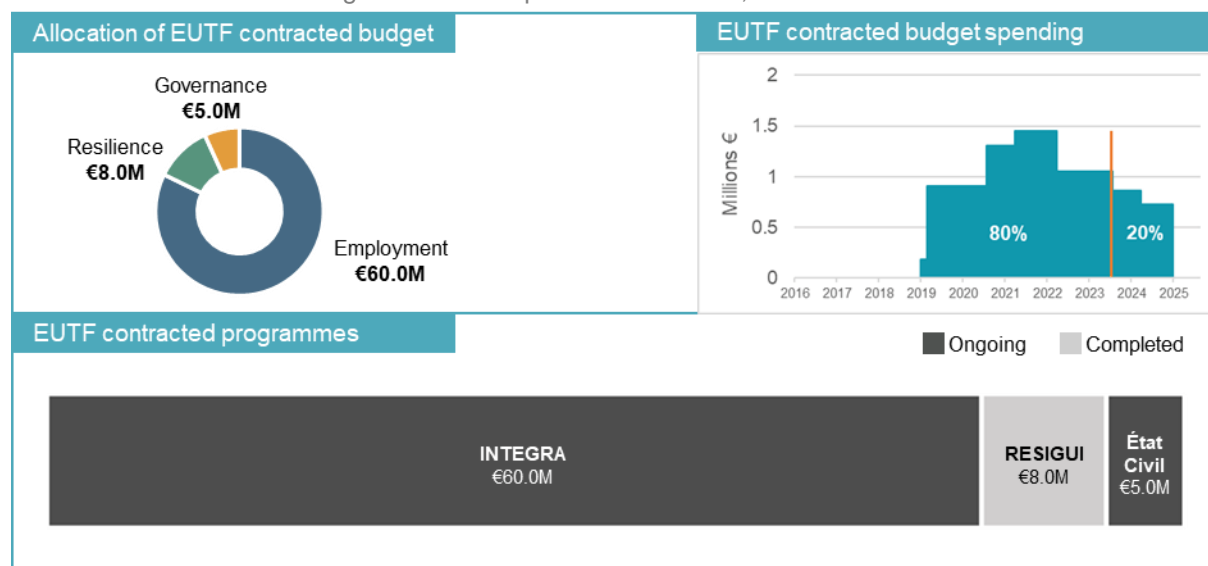 Allocation of EUTF contracted budget
Governance
€5.0M
Resilience
€8.0M
Employment
€60.0M
EUTF contracted budget spending
Millions €
2
1.5
1
0.5
0
80%
20%
2016 2017 2018 2019 2020 2021 2022 2023 2024 2025
EUTF contracted programmes
Ongoing Completed
INTEGRA
€60.0M
RESIGUI
€8.0M
État
Civil
€5.0M